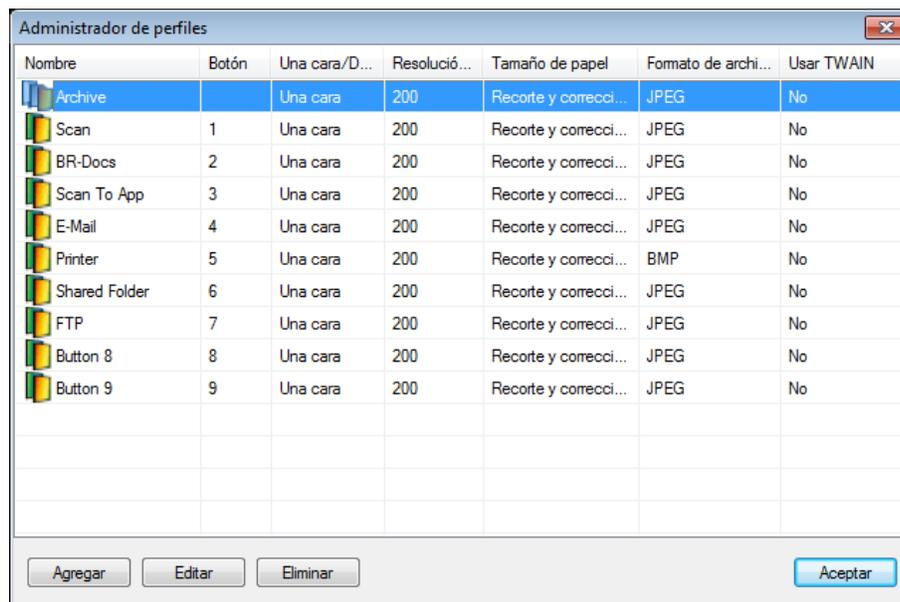 Administrador de perfiles
Nombre Botón Una cara/D... Resolució... Tamaño de papel Formato de archi... Usar TWAIN
Archive Una cara 200 Recorte y correcci... JPEG No
Scan 1 Una cara 200 Recorte y correcci... JPEG No
BR-Docs 2 Una cara 200 Recorte y correcci... JPEG No
Scan To App 3 Una cara 200 Recorte y correcci... JPEG No
E-Mail 4 Una cara 200 Recorte y correcci... JPEG No
Printer 5 Una cara 200 Recorte y correcci... BMP No
Shared Folder 6 Una cara 200 Recorte y correcci... JPEG No
FTP 7 Una cara 200 Recorte y correcci... JPEG No
Button 8 8 Una cara 200 Recorte y correcci... JPEG No
Button 9 9 Una cara 200 Recorte y correcci... JPEG No
Agregar Editar Eliminar Aceptar